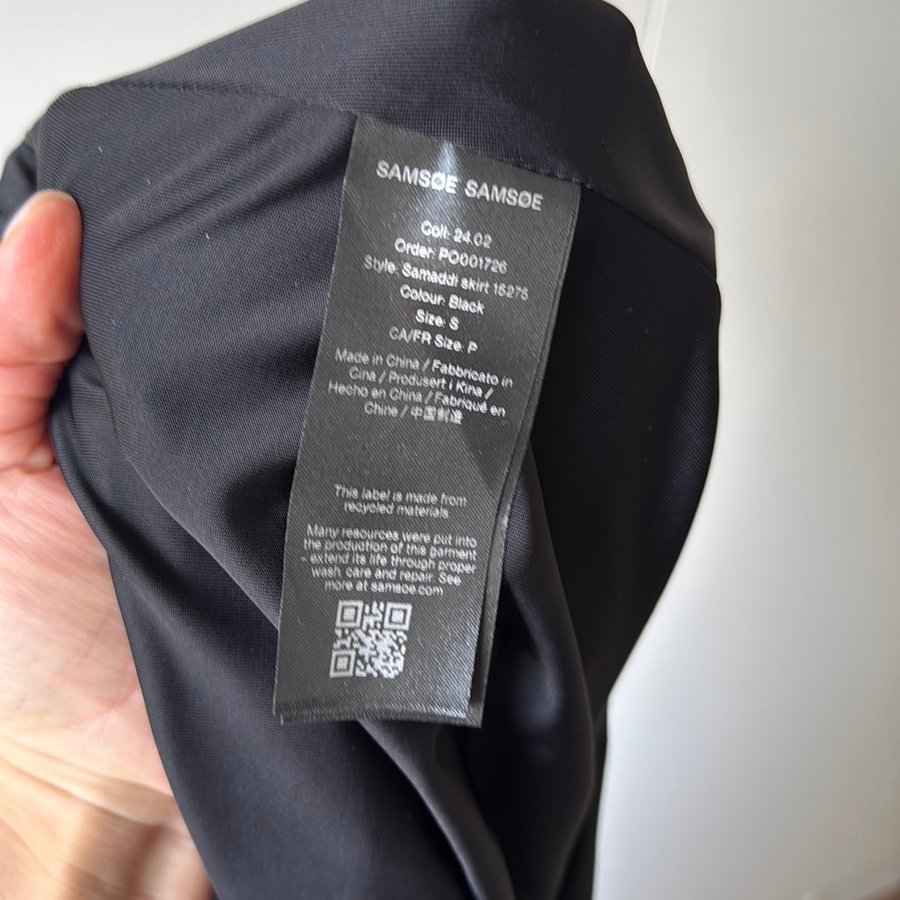 SAMSØE SAMSØE
Coll: 24.02
Order: PO001726
Style: Samaddi skirt 15275
Colour: Black
Size: S
CA/FR Size: P
Made in China / Fabbricato in
Cina / Produsert i Kina /
Hecho en China / Fabriqué en
Chine / 中国制造
This label is made from
recycled materials
Many resources were put into
the production of this garment
- extend its life through proper
wash, care and repair. See
more at samsoe.com